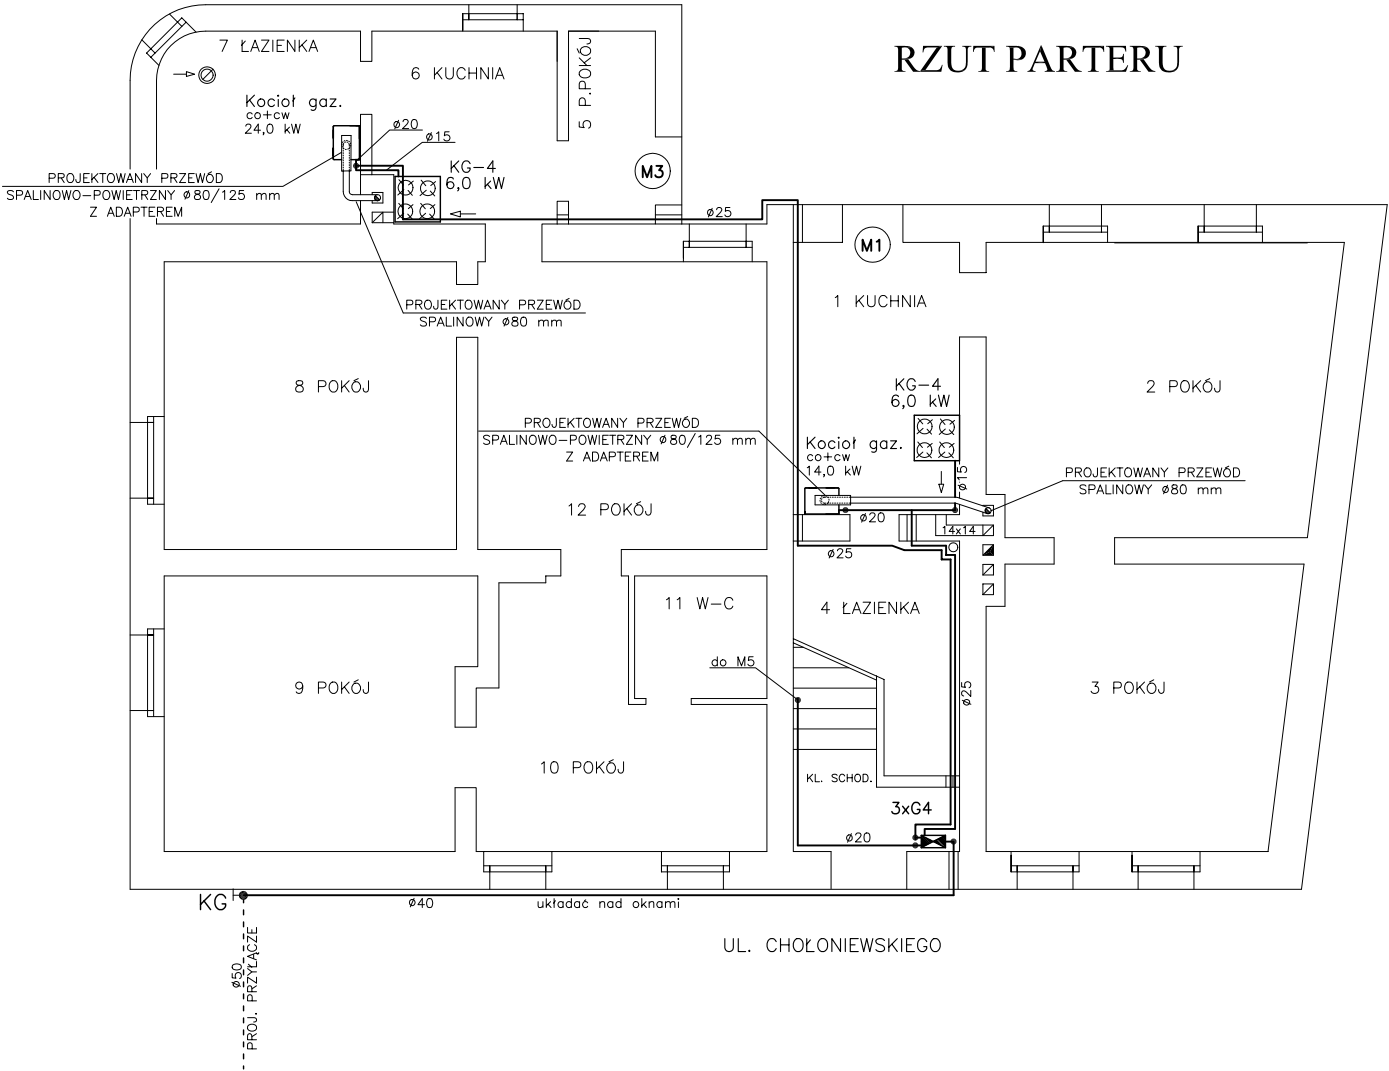 RZUT PARTERU
7 ŁAZIENKA
6 KUCHNIA
5 P.POKÓJ
Kocioł gaz.
co+cw
24,0 kW
ø20
ø15
KG-4
6,0 kW
M3
PROJEKTOWANY PRZEWÓD
SPALINOWO-POWIETRZNY ø80/125 mm
Z ADAPTEREM
ø25
M1
1 KUCHNIA
PROJEKTOWANY PRZEWÓD
SPALINOWY ø80 mm
8 POKÓJ
2 POKÓJ
KG-4
6,0 kW
PROJEKTOWANY PRZEWÓD
SPALINOWO-POWIETRZNY ø80/125 mm
Z ADAPTEREM
Kocioł gaz.
co+cw
14,0 kW
ø15
PROJEKTOWANY PRZEWÓD
SPALINOWY ø80 mm
12 POKÓJ
ø20
14x14
ø25
11 W-C
4 ŁAZIENKA
do M5
9 POKÓJ
3 POKÓJ
ø25
10 POKÓJ
KL. SCHOD.
3xG4
ø20
KG
ø40
układać nad oknami
UL. CHOŁONIEWSKIEGO
ø50
PROJ. PRZYŁĄCZE